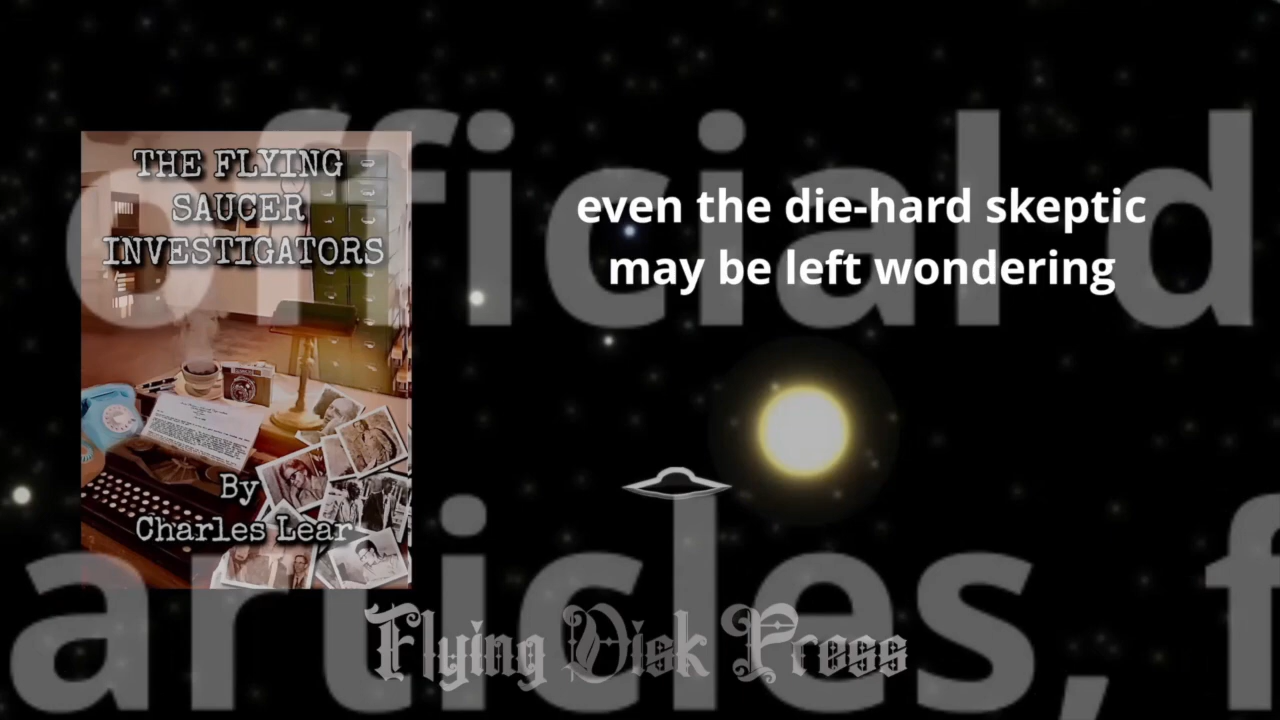 official d
THE FLYING
SAUCER
INVESTIGATORS
even the die-hard skeptic
may be left wondering
By
Charles Lear
articles, f
Flying Disk Press